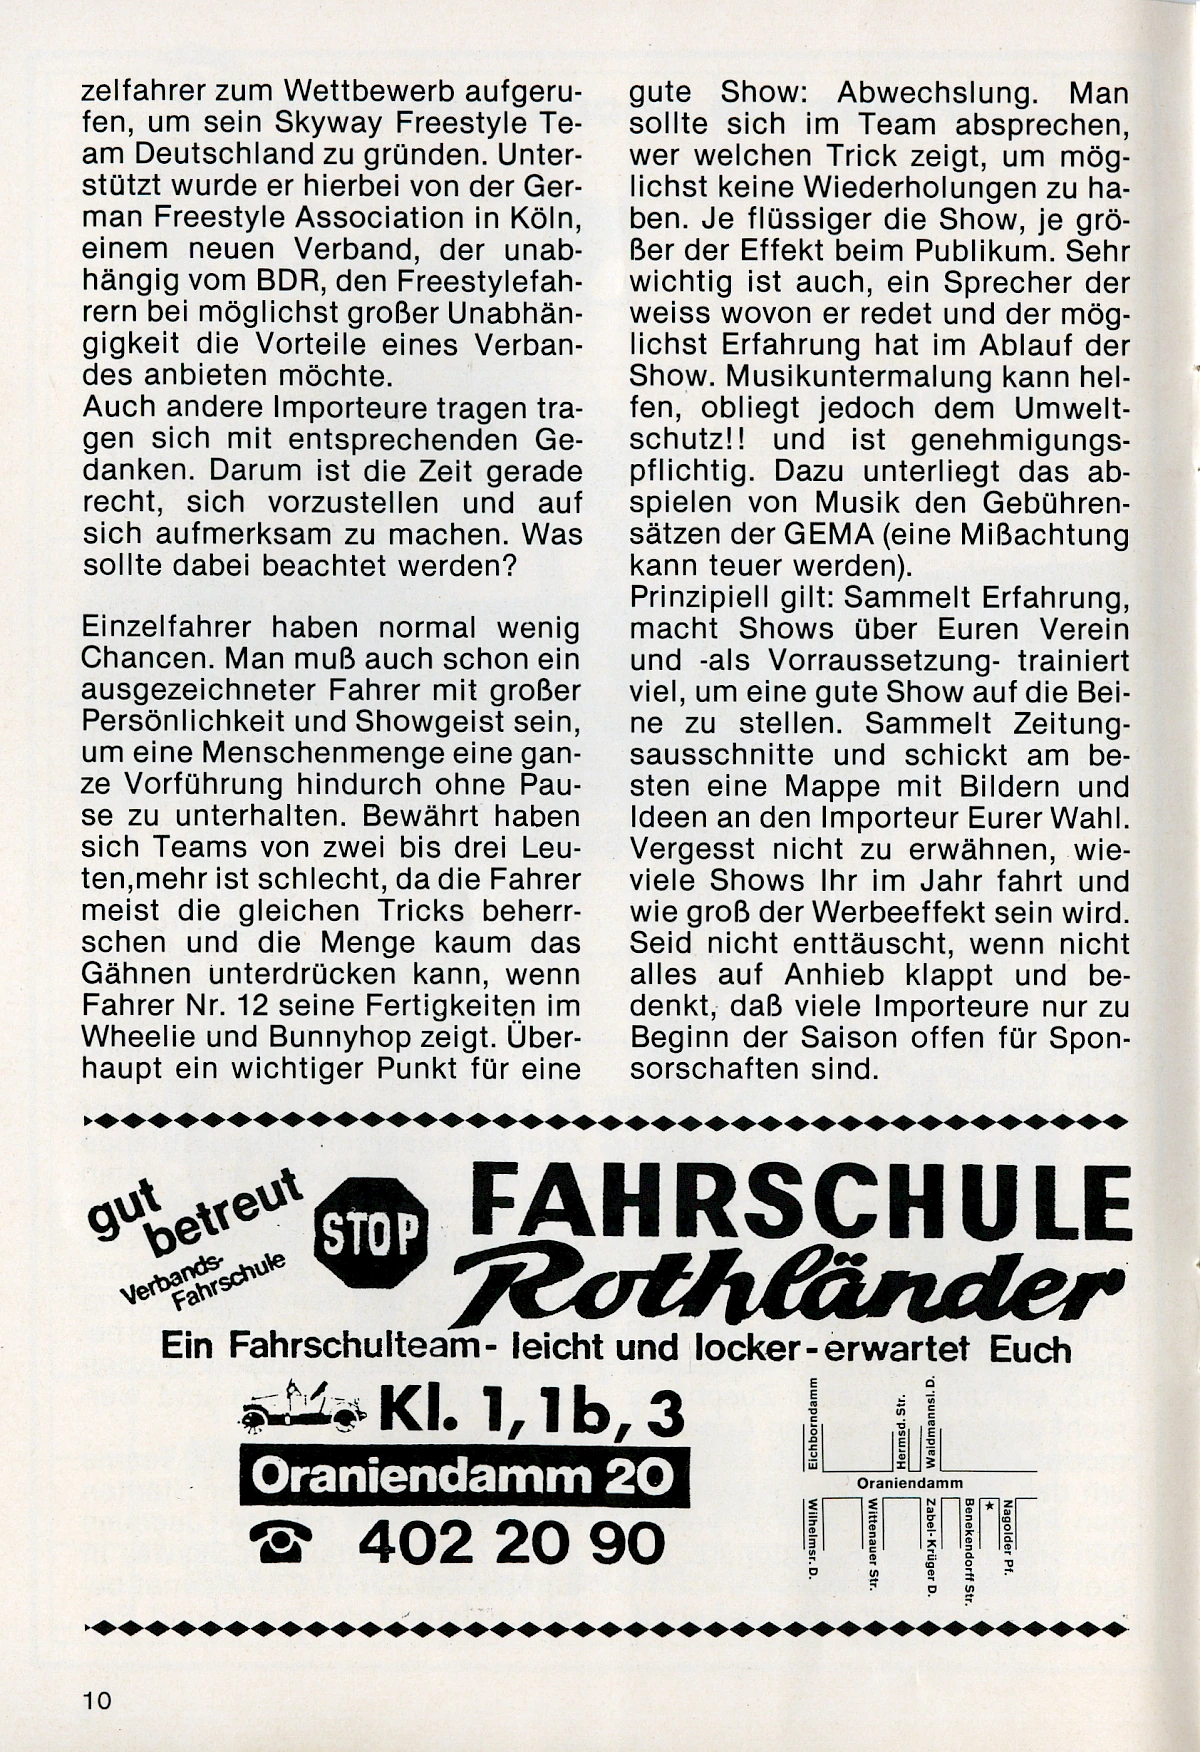 zelfahrer zum Wettbewerb aufgeru-
fen, um sein Skyway Freestyle Te-
am Deutschland zu gründen. Unter-
stützt wurde er hierbei von der Ger-
man Freestyle Association in Köln,
einem neuen Verband, der unab-
hängig vom BDR, den Freestylefah-
rern bei möglichst großer Unabhän-
gigkeit die Vorteile eines Verban-
des anbieten möchte.
Auch andere Importeure tragen tra-
gen sich mit entsprechenden Ge-
danken. Darum ist die Zeit gerade
recht, sich vorzustellen und auf
sich aufmerksam zu machen. Was
sollte dabei beachtet werden?
Einzelfahrer haben normal wenig
Chancen. Man muß auch schon ein
ausgezeichneter Fahrer mit großer
Persönlichkeit und Showgeist sein,
um eine Menschenmenge eine gan-
ze Vorführung hindurch ohne Pau-
se zu unterhalten. Bewährt haben
sich Teams von zwei bis drei Leu-
ten,mehr ist schlecht, da die Fahrer
meist die gleichen Tricks beherr-
schen und die Menge kaum das
Gähnen unterdrücken kann, wenn
Fahrer Nr. 12 seine Fertigkeiten im
Wheelie und Bunnyhop zeigt. Über-
haupt ein wichtiger Punkt für eine
gute Show: Abwechslung. Man
sollte sich im Team absprechen,
wer welchen Trick zeigt, um mög-
lichst keine Wiederholungen zu ha-
ben. Je flüssiger die Show, je grö-
ßer der Effekt beim Publikum. Sehr
wichtig ist auch, ein Sprecher der
weiss wovon er redet und der mög-
lichst Erfahrung hat im Ablauf der
Show. Musikuntermalung kann hel-
fen, obliegt jedoch dem Umwelt-
schutz!! und ist genehmigungs-
pflichtig. Dazu unterliegt das ab-
spielen von Musik den Gebühren-
sätzen der GEMA (eine Mißachtung
kann teuer werden).
Prinzipiell gilt: Sammelt Erfahrung,
macht Shows über Euren Verein
und -als Vorraussetzung- trainiert
viel, um eine gute Show auf die Bei-
ne zu stellen. Sammelt Zeitung-
sausschnitte und schickt am be-
sten eine Mappe mit Bildern und
Ideen an den Importeur Eurer Wahl.
Vergesst nicht zu erwähnen, wie-
viele Shows Ihr im Jahr fahrt und
wie groß der Werbeeffekt sein wird.
Seid nicht enttäuscht, wenn nicht
alles auf Anhieb klappt und be-
denkt, daß viele Importeure nur zu
Beginn der Saison offen für Spon-
sorschaften sind.
gut
betreut
Verbands-
Fahrschule
STOP
FAHRSCHULE
Rothländer
Ein Fahrschulteam- leicht und locker-erwartet Euch
Kl. 1, 1b, 3
Oraniendamm 20
☎ 402 20 90
Eichborndamm
Hermsd. Str.
Waidmannsl. D.
Oraniendamm
Wilhelmsr. D.
Wittenauer Str.
Zabel-Krüger D.
Benekendorff Str.
★
Nagolder Pf.
10